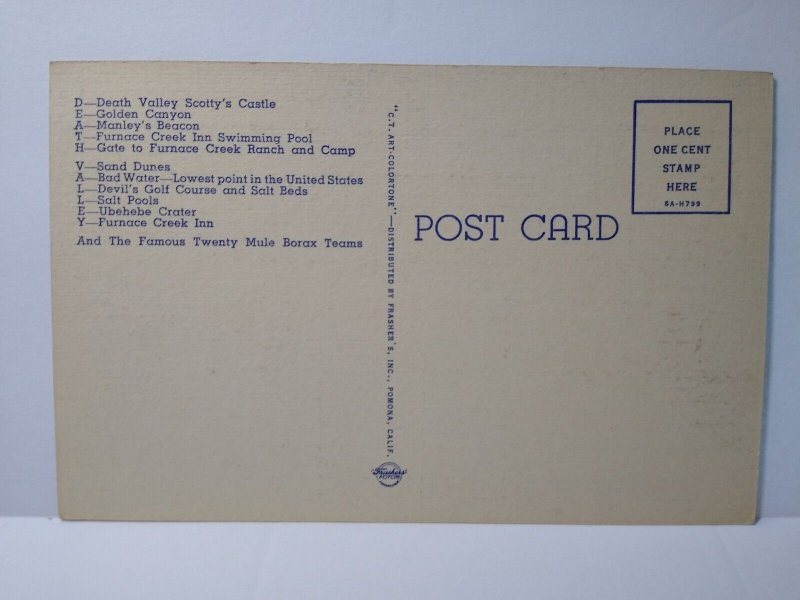 D—Death Valley Scotty's Castle
E—Golden Canyon
A—Manley's Beacon
T—Furnace Creek Inn Swimming Pool
H—Gate to Furnace Creek Ranch and Camp
V—Sand Dunes
A—Bad Water—Lowest point in the United States
L—Devil's Golf Course and Salt Beds
L—Salt Pools
E—Ubehebe Crater
Y—Furnace Creek Inn
And The Famous Twenty Mule Borax Teams
"C.T. ART-COLORTONE"—DISTRIBUTED BY FRASHER'S, INC., POMONA, CALIF.
Frashers
FOTOS
POST CARD
PLACE
ONE CENT
STAMP
HERE
8A-H799